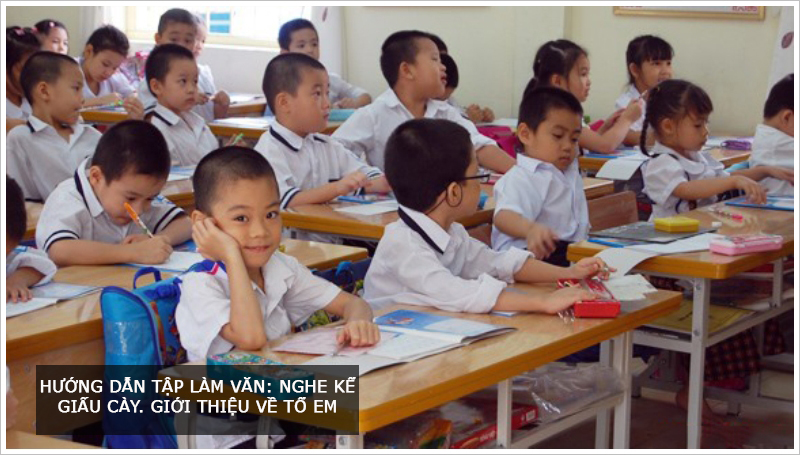 HƯỚNG DẪN TẬP LÀM VĂN: NGHE KỂ
GIẤU CÀY. GIỚI THIỆU VỀ TỔ EM